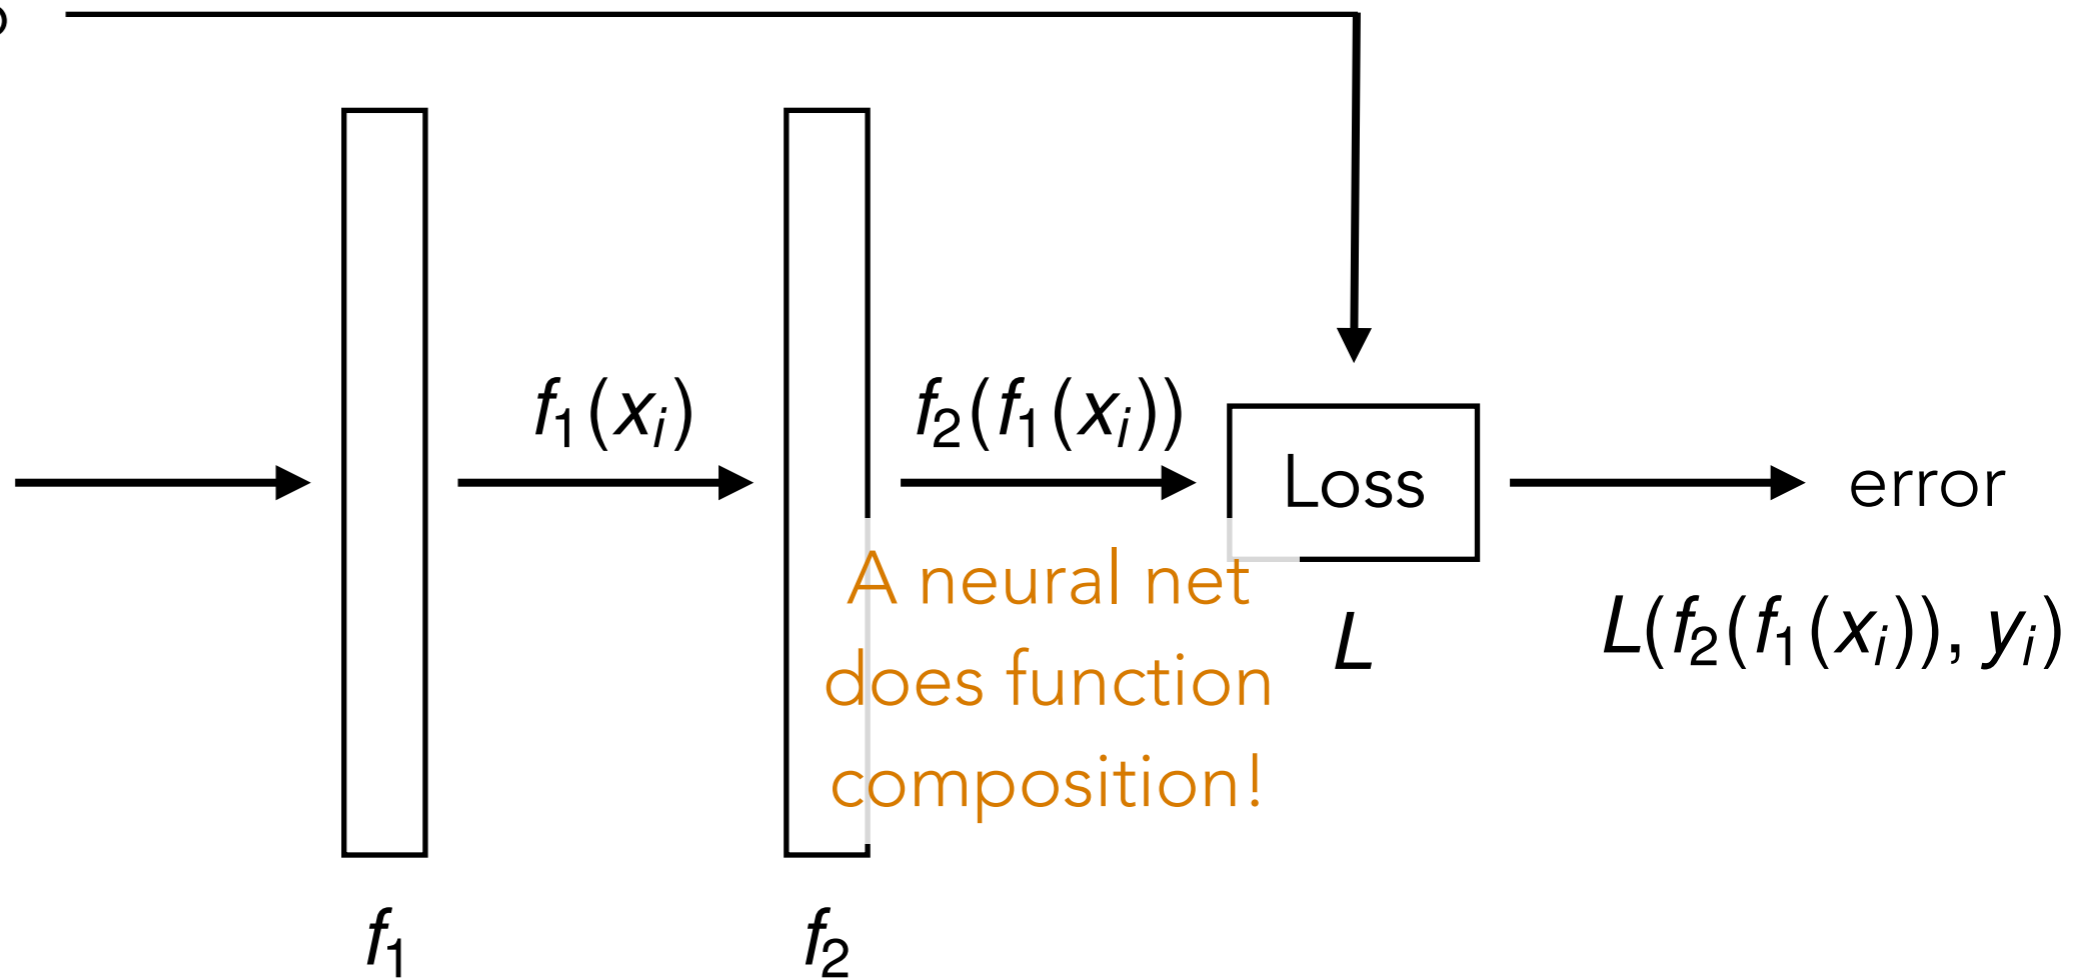 f₁(xᵢ)
f₂(f₁(xᵢ))
Loss
error
A neural net
does function
composition!
L
L(f₂(f₁(xᵢ)), yᵢ)
f₁
f₂